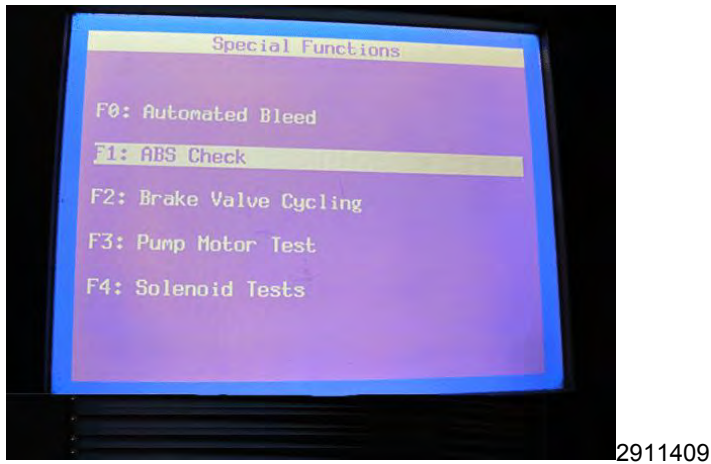 Special Functions
F0: Automated Bleed
F1: ABS Check
F2: Brake Valve Cycling
F3: Pump Motor Test
F4: Solenoid Tests
2911409